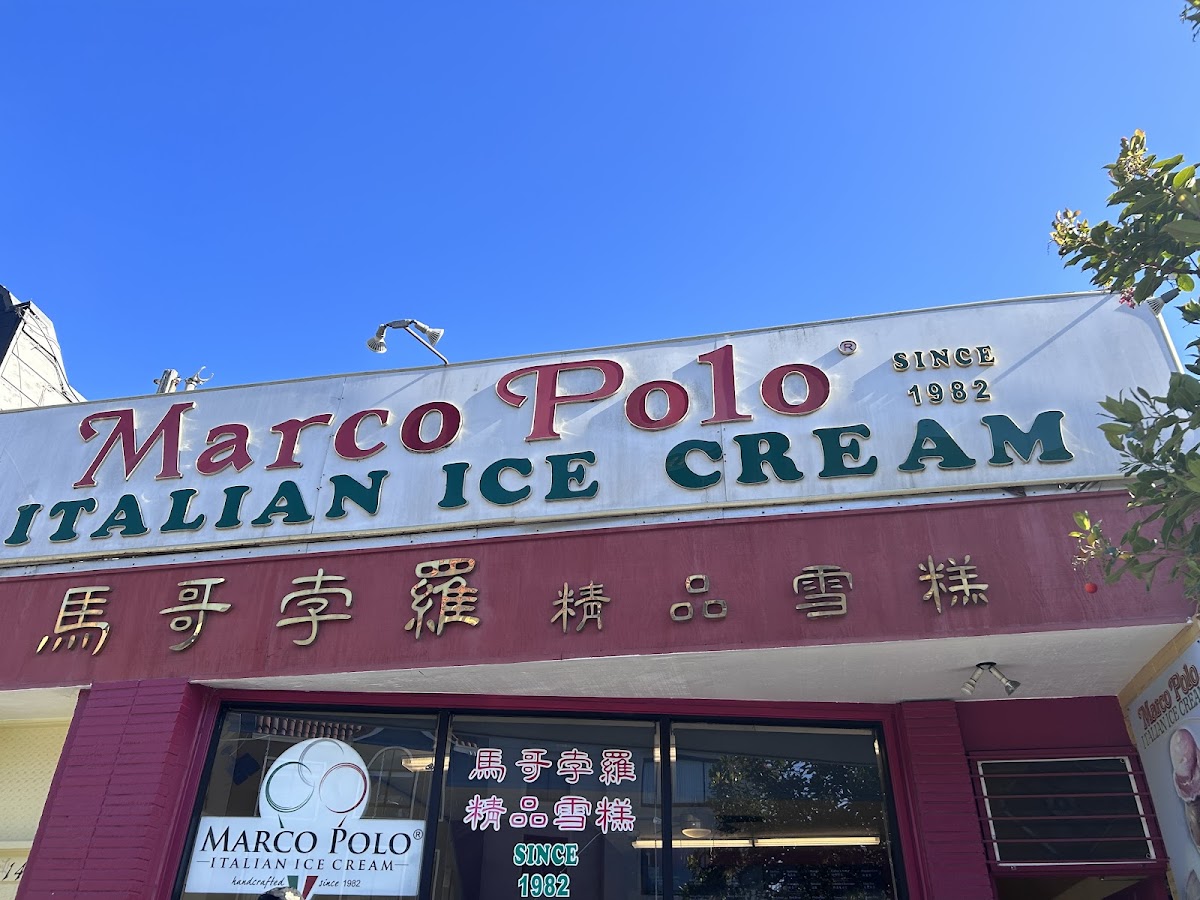 Marco Polo®
SINCE
1982
ITALIAN ICE CREAM
馬哥孛羅 精品雪糕
MARCO POLO®
ITALIAN ICE CREAM
handcrafted since 1982
馬哥孛羅
精品雪糕
SINCE
1982
Marco Polo
ITALIAN ICE CREAM